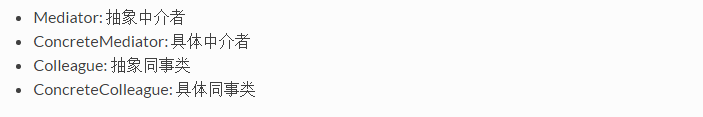 Mediator: 抽象中介者
ConcreteMediator: 具体中介者
Colleague: 抽象同事类
ConcreteColleague: 具体同事类